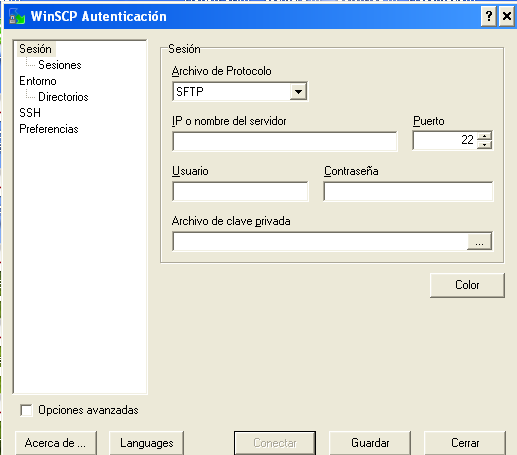 WinSCP Autenticación
Sesión
Sesiones
Entorno
Directorios
SSH
Preferencias
Sesión
Archivo de Protocolo
SFTP
IP o nombre del servidor
Puerto
22
Usuario
Contraseña
Archivo de clave privada
...
Color
Opciones avanzadas
Acerca de ...
Languages
Conectar
Guardar
Cerrar